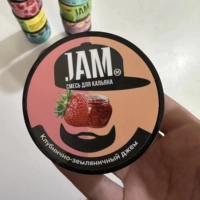 JAM®
СМЕСЬ ДЛЯ КАЛЬЯНА
Клубнично-земляничный джем